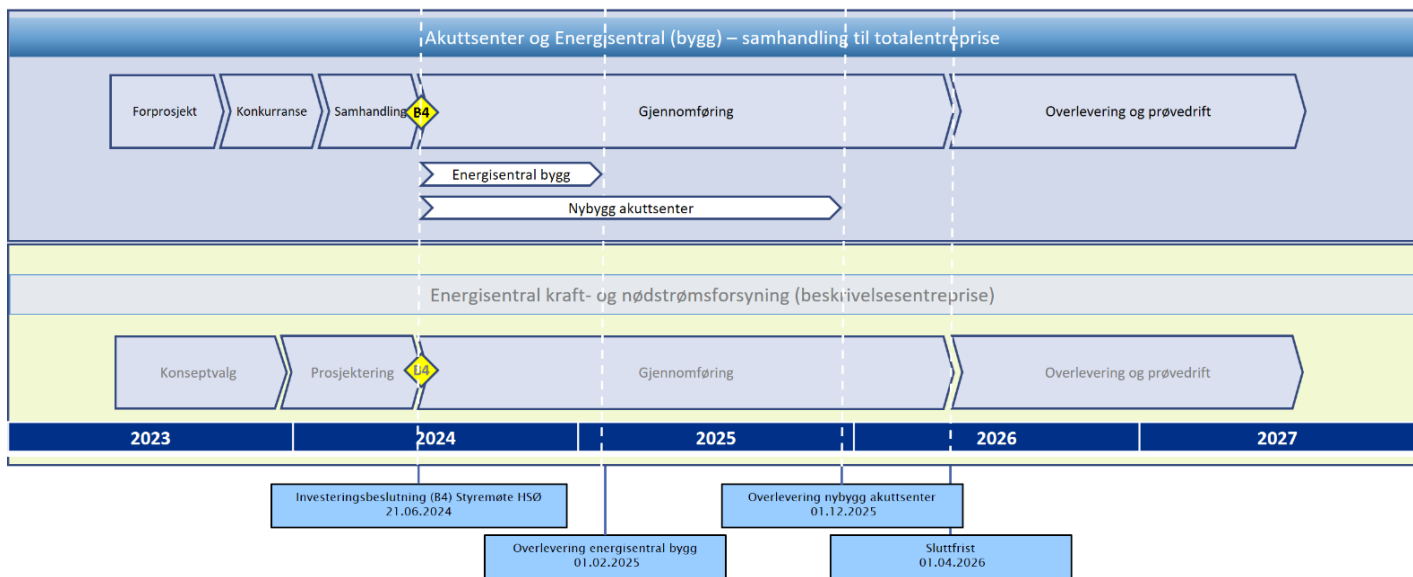 Akuttsenter og Energisentral (bygg) – samhandling til totalentreprise
Forprosjekt
Konkurranse
Samhandling
B4
Gjennomføring
Overlevering og prøvedrift
Energisentral bygg
Nybygg akuttsenter
Energisentral kraft- og nødstrømsforsyning (beskrivelsesentreprise)
Konseptvalg
Prosjektering
B4
Gjennomføring
Overlevering og prøvedrift
2023
2024
2025
2026
2027
Investeringsbeslutning (B4) Styremøte HSØ
21.06.2024
Overlevering nybygg akuttsenter
01.12.2025
Overlevering energisentral bygg
01.02.2025
Sluttfrist
01.04.2026